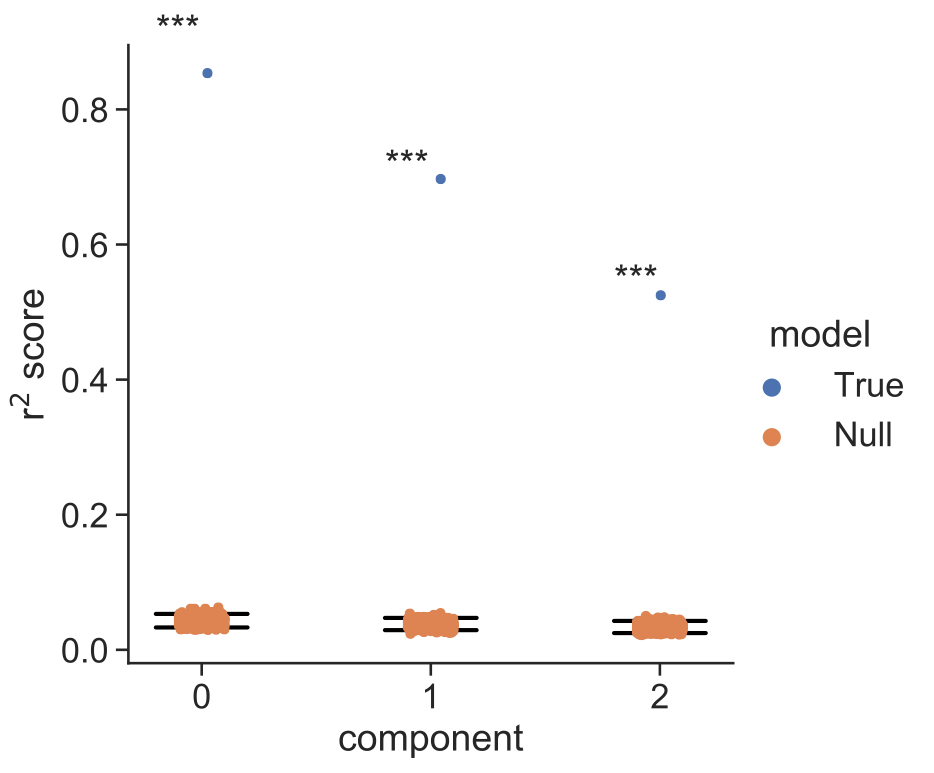 ***
***
***
0.8
0.6
0.4
0.2
0.0
r² score
0
1
2
component
model
True
Null